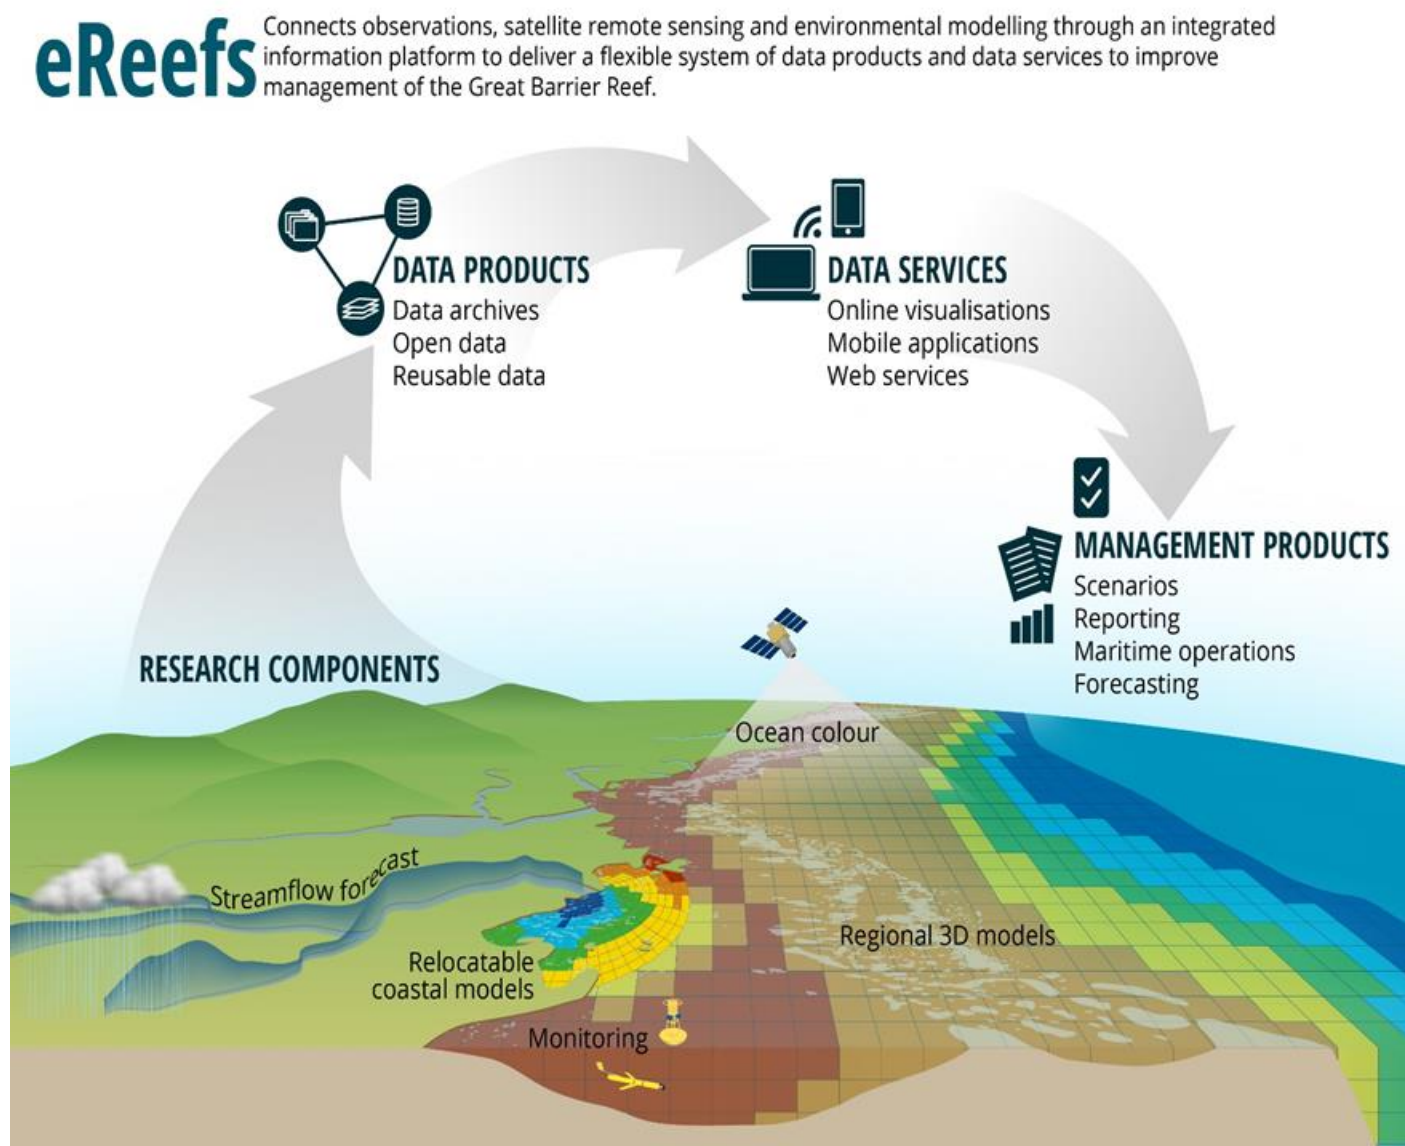 eReefs
Connects observations, satellite remote sensing and environmental modelling through an integrated
information platform to deliver a flexible system of data products and data services to improve
management of the Great Barrier Reef.
DATA PRODUCTS
Data archives
Open data
Reusable data
DATA SERVICES
Online visualisations
Mobile applications
Web services
MANAGEMENT PRODUCTS
Scenarios
Reporting
Maritime operations
Forecasting
RESEARCH COMPONENTS
Ocean colour
Streamflow forecast
Regional 3D models
Relocatable
coastal models
Monitoring